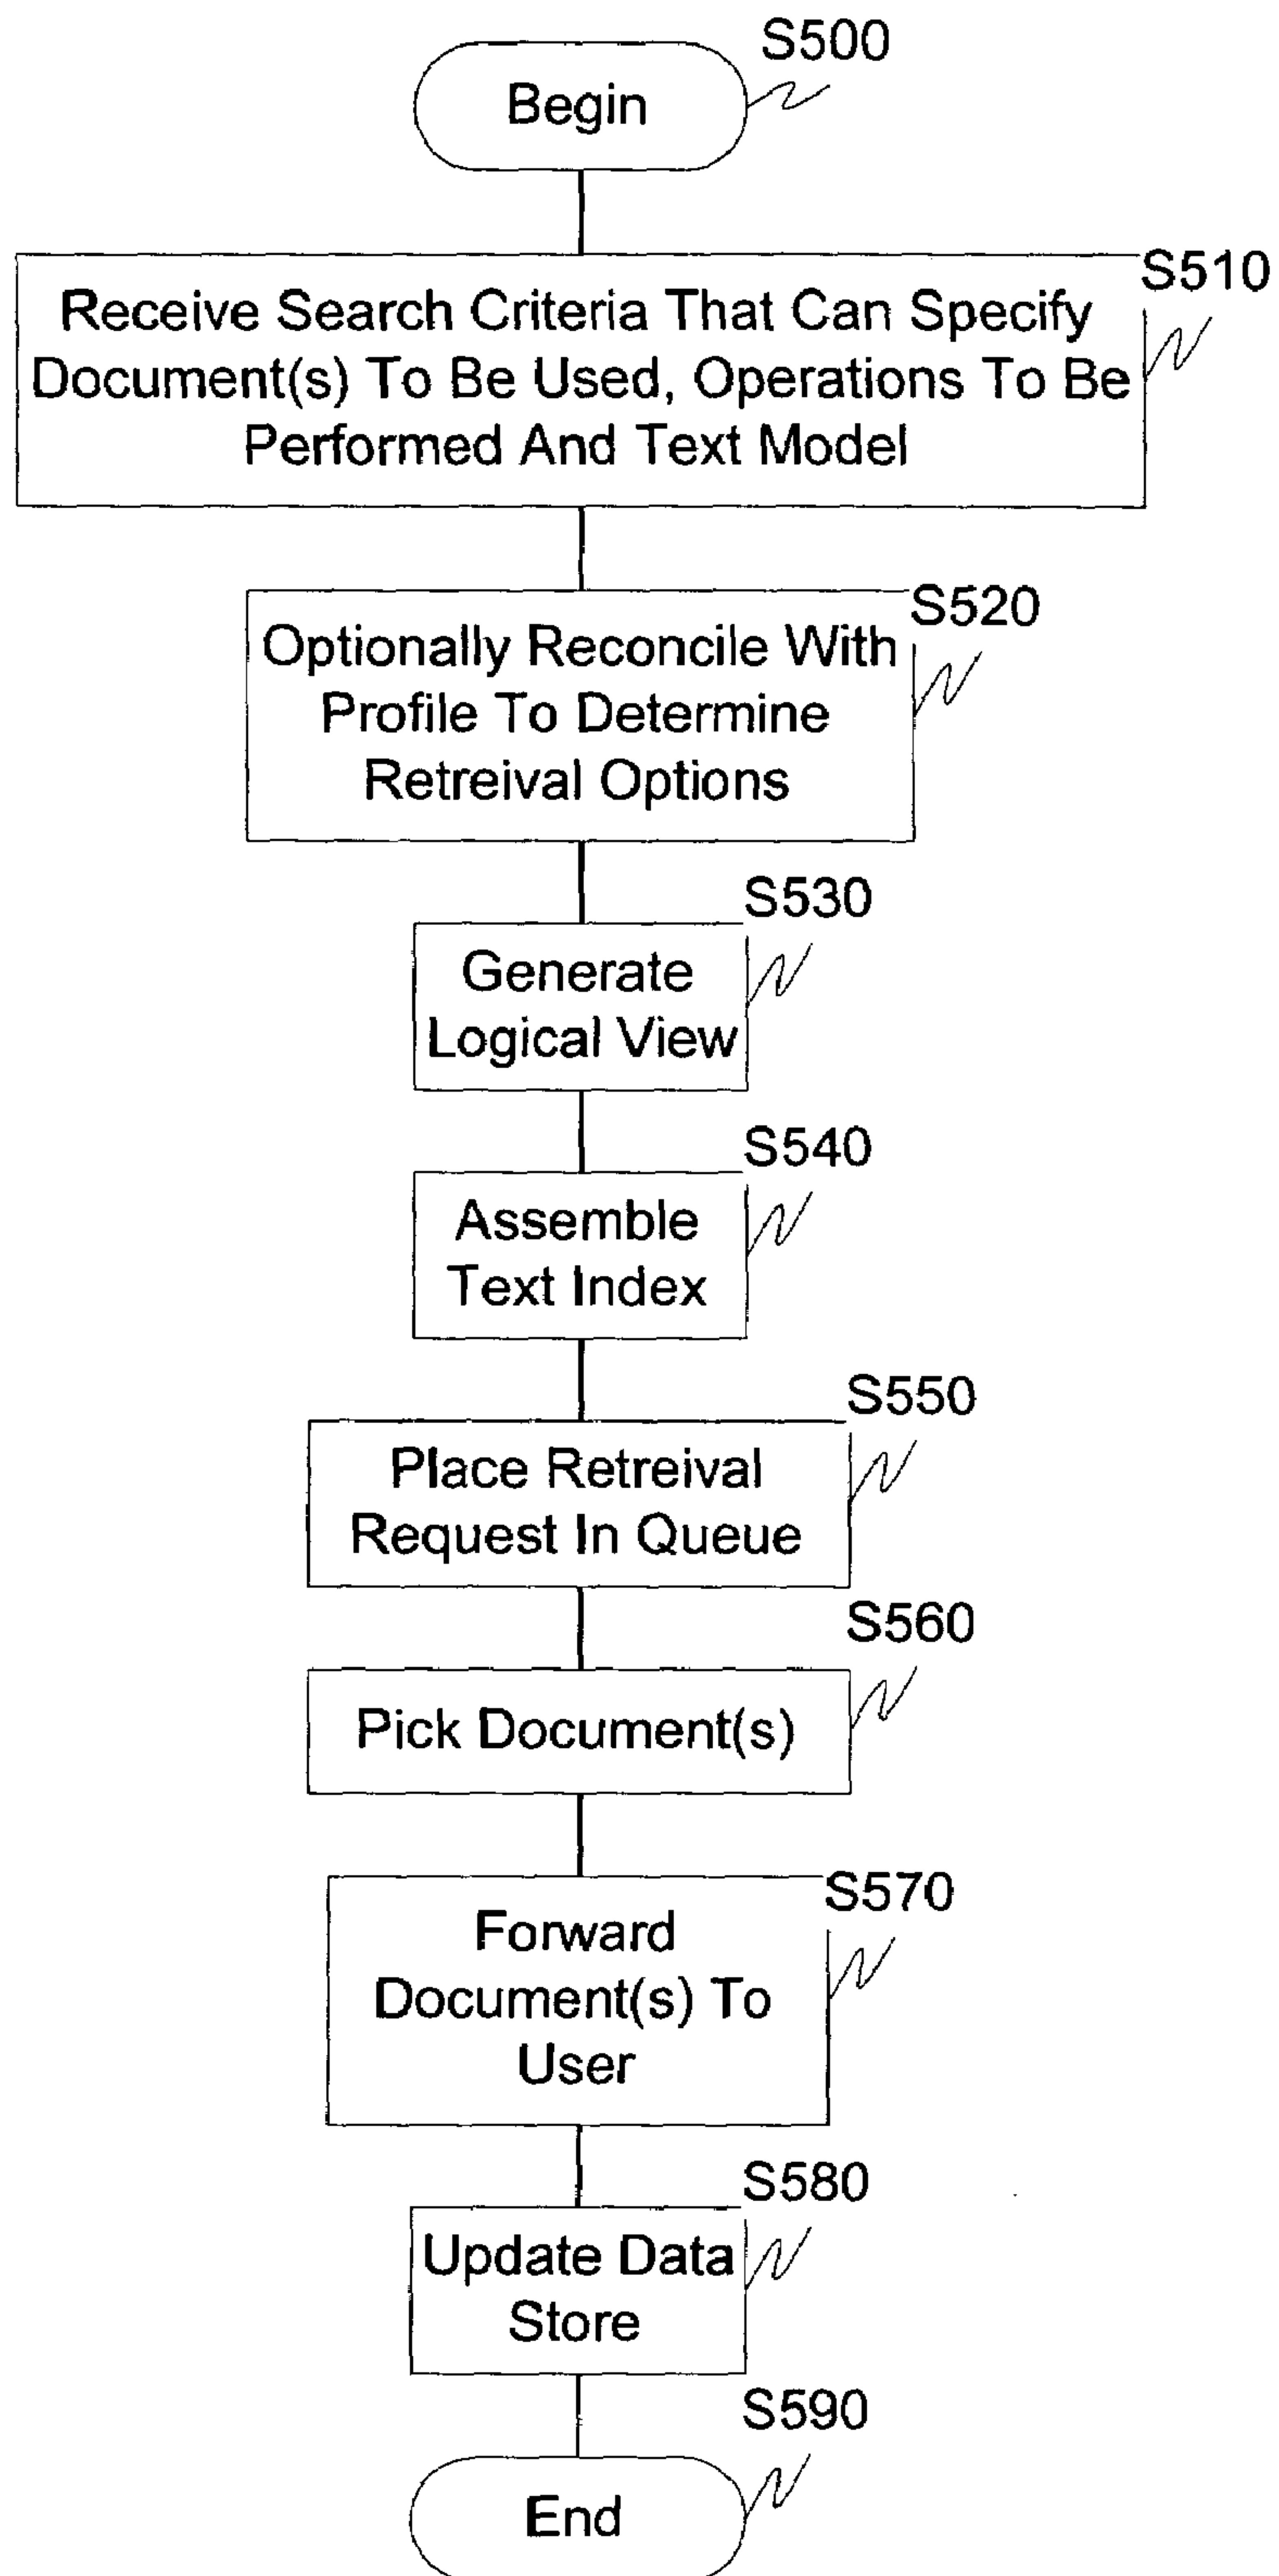 S500
Begin
S510
Receive Search Criteria That Can Specify
Document(s) To Be Used, Operations To Be
Performed And Text Model
S520
Optionally Reconcile With
Profile To Determine
Retreival Options
S530
Generate
Logical View
S540
Assemble
Text Index
S550
Place Retreival
Request In Queue
S560
Pick Document(s)
S570
Forward
Document(s) To
User
S580
Update Data
Store
S590
End